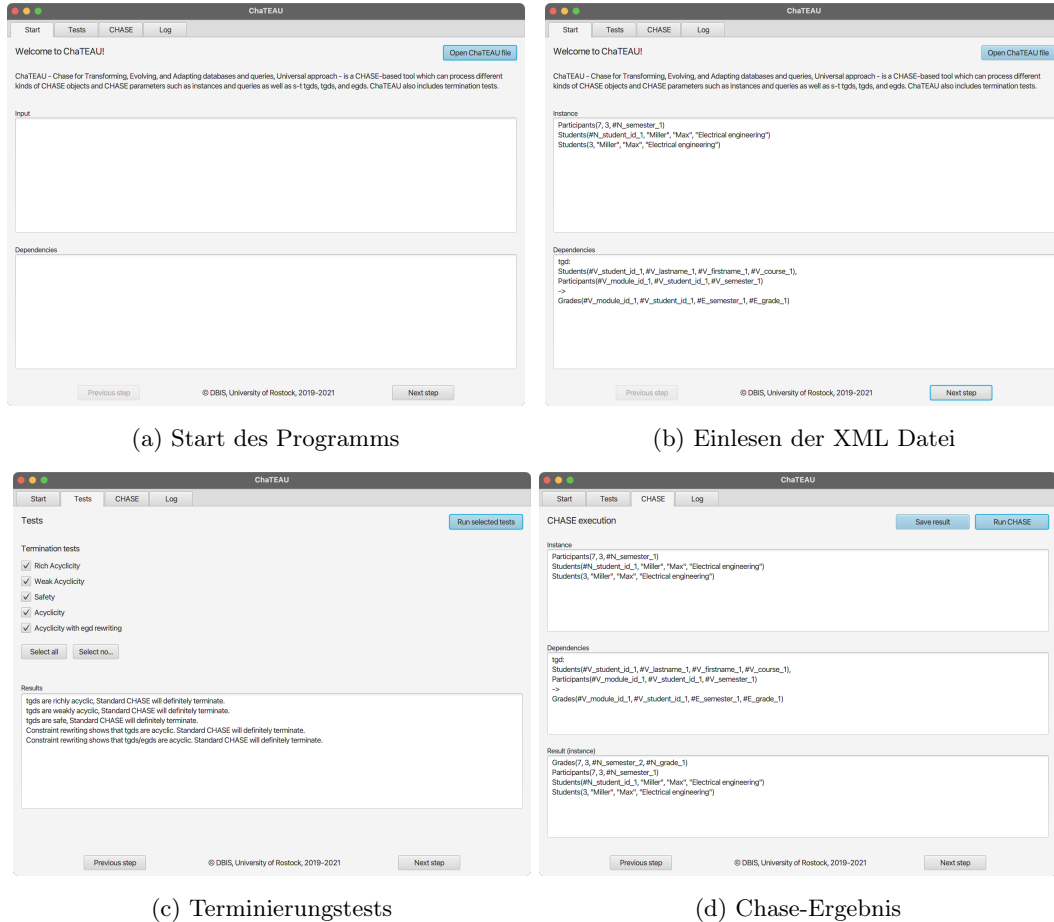 ChaTEAU
Start Tests CHASE Log
Welcome to ChaTEAU!
Open ChaTEAU file
ChaTEAU - Chase for Transforming, Evolving, and Adapting databases and queries, Universal approach - is a CHASE-based tool which can process different
kinds of CHASE objects and CHASE parameters such as instances and queries as well as s-t tgds, tgds, and egds. ChaTEAU also includes termination tests.
Input
Dependencies
Previous step
© DBIS, University of Rostock, 2019-2021
Next step
(a) Start des Programms
ChaTEAU
Start Tests CHASE Log
Welcome to ChaTEAU!
Open ChaTEAU file
ChaTEAU - Chase for Transforming, Evolving, and Adapting databases and queries, Universal approach - is a CHASE-based tool which can process different
kinds of CHASE objects and CHASE parameters such as instances and queries as well as s-t tgds, tgds, and egds. ChaTEAU also includes termination tests.
Instance
Participants(7, 3, #N_semester_1)
Students(#N_student_id_1, "Miller", "Max", "Electrical engineering")
Students(3, "Miller", "Max", "Electrical engineering")
Dependencies
tgd:
Students(#V_student_id_1, #V_lastname_1, #V_firstname_1, #V_course_1),
Participants(#V_module_id_1, #V_student_id_1, #V_semester_1)
->
Grades(#V_module_id_1, #V_student_id_1, #E_semester_1, #E_grade_1)
Previous step
© DBIS, University of Rostock, 2019-2021
Next step
(b) Einlesen der XML Datei
ChaTEAU
Start Tests CHASE Log
Tests
Run selected tests
Termination tests
Rich Acyclicity
Weak Acyclicity
Safety
Acyclicity
Acyclicity with egd rewriting
Select all Select no...
Results
tgds are richly acyclic, Standard CHASE will definitely terminate.
tgds are weakly acyclic, Standard CHASE will definitely terminate.
tgds are safe, Standard CHASE will definitely terminate.
Constraint rewriting shows that tgds are acyclic. Standard CHASE will definitely terminate.
Constraint rewriting shows that tgds/egds are acyclic. Standard CHASE will definitely terminate.
Previous step
© DBIS, University of Rostock, 2019-2021
Next step
(c) Terminierungstests
ChaTEAU
Start Tests CHASE Log
CHASE execution
Save result
Run CHASE
Instance
Participants(7, 3, #N_semester_1)
Students(#N_student_id_1, "Miller", "Max", "Electrical engineering")
Students(3, "Miller", "Max", "Electrical engineering")
Dependencies
tgd:
Students(#V_student_id_1, #V_lastname_1, #V_firstname_1, #V_course_1),
Participants(#V_module_id_1, #V_student_id_1, #V_semester_1)
->
Grades(#V_module_id_1, #V_student_id_1, #E_semester_1, #E_grade_1)
Result (instance)
Grades(7, 3, #N_semester_2, #N_grade_1)
Participants(7, 3, #N_semester_1)
Students(#N_student_id_1, "Miller", "Max", "Electrical engineering")
Students(3, "Miller", "Max", "Electrical engineering")
Previous step
© DBIS, University of Rostock, 2019-2021
Next step
(d) Chase-Ergebnis